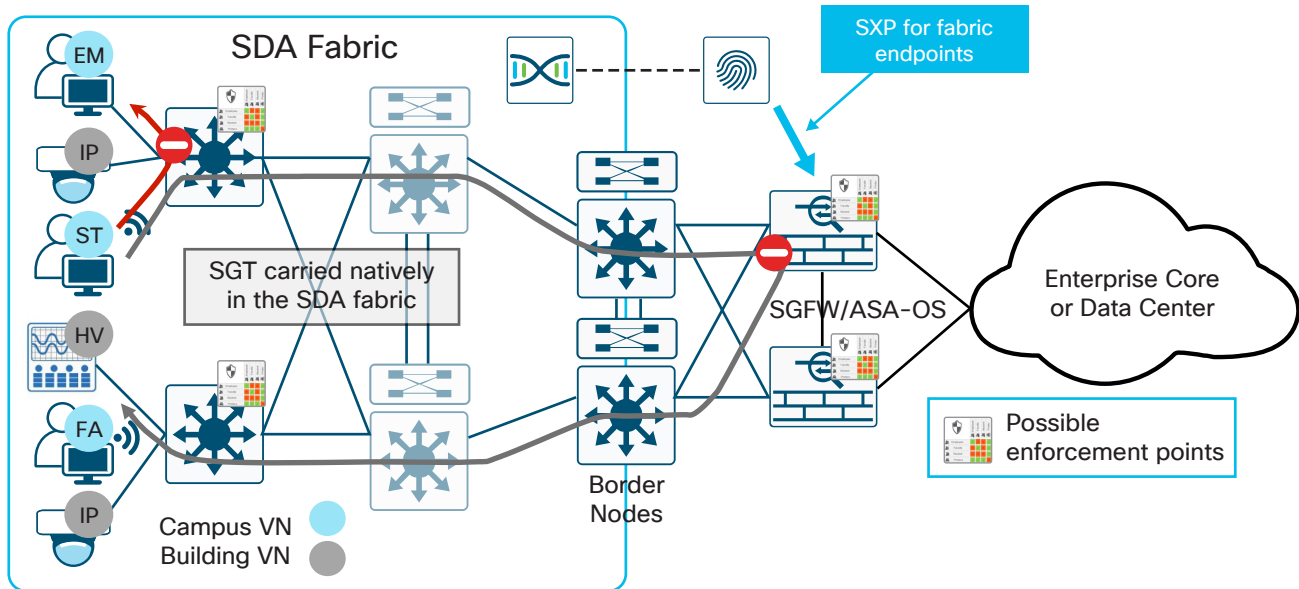 SDA Fabric
SXP for fabric
endpoints
EM
IP
ST
SGT carried natively
in the SDA fabric
HV
FA
IP
Campus VN
Building VN
Border
Nodes
SGFW/ASA-OS
Enterprise Core
or Data Center
Possible
enforcement points